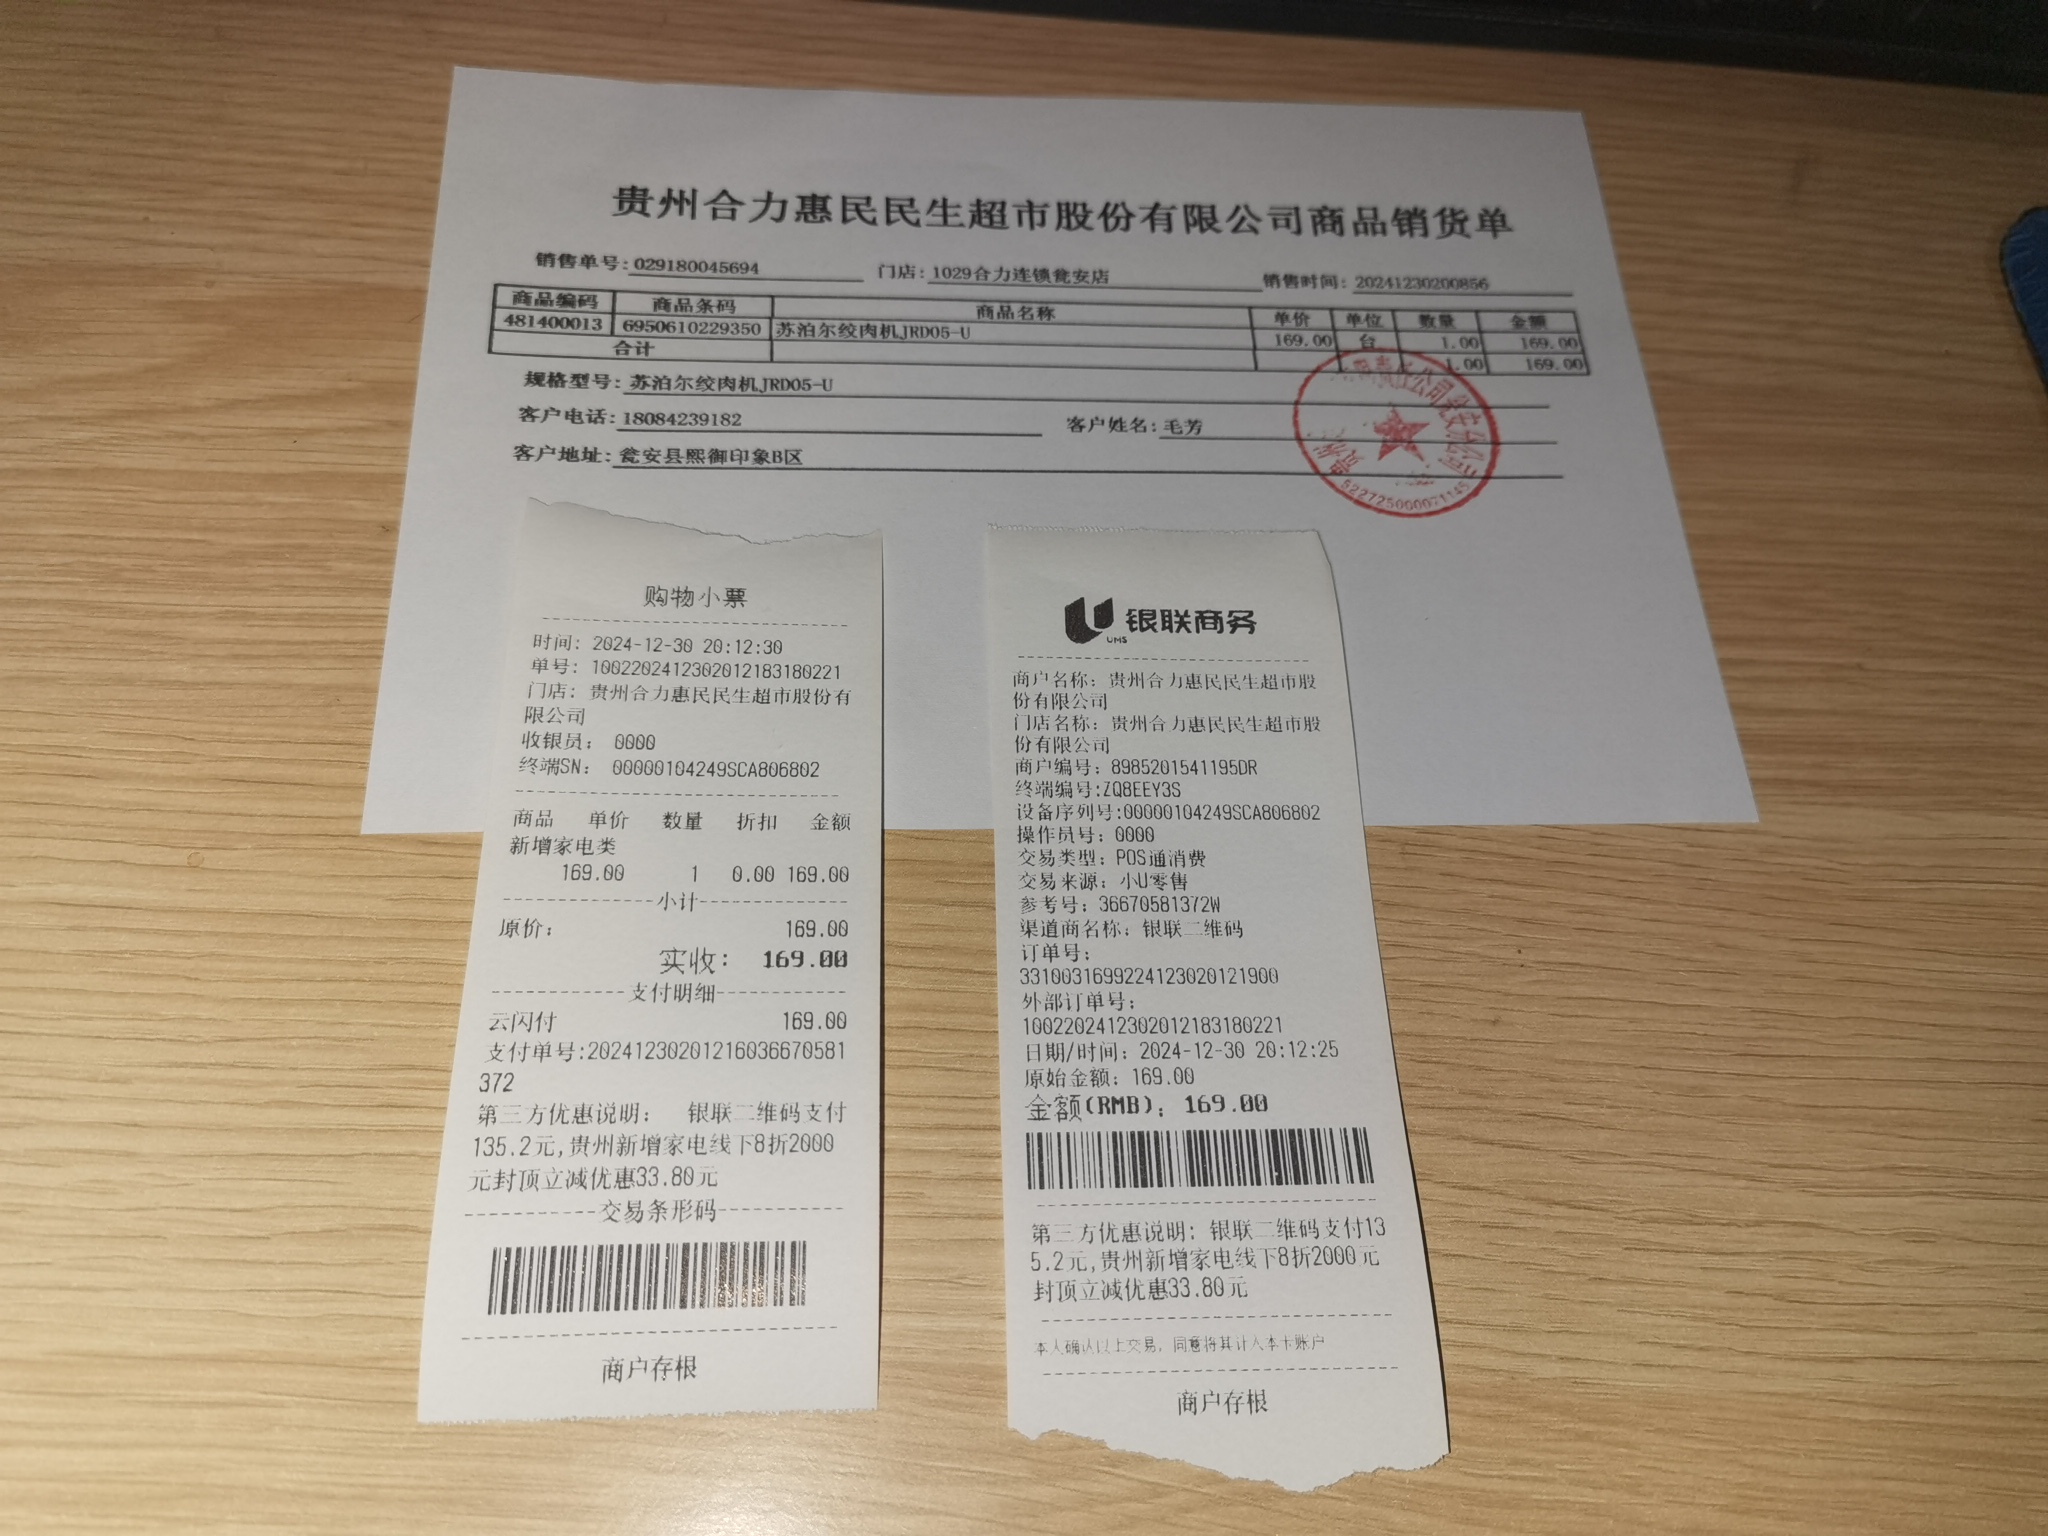 贵州合力惠民民生超市股份有限公司商品销货单
销售单号:029180045694 门店:1029合力连锁瓮安店 销售时间:20241230200856
商品编码 商品条码 商品名称 单价 单位 数量 金额
481400013 6950610229350 苏泊尔绞肉机JRD05-U 169.00 台 1.00 169.00
合计 1.00 169.00
规格型号:苏泊尔绞肉机JRD05-U
客户电话:18084239182 客户姓名:毛芳
客户地址:瓮安县熙御印象B区
公司瓮安分公司
522725000071145
购物小票
时间: 2024-12-30 20:12:30
单号: 10022024123020121831802​21
门店: 贵州合力惠民民生超市股份有
限公司
收银员: 0000
终端SN: 00000104249SCA806802
商品 单价 数量 折扣 金额
新增家电类
169.00 1 0.00 169.00
小计
原价: 169.00
实收: 169.00
支付明细
云闪付 169.00
支付单号:202412302012160366​70581
372
第三方优惠说明: 银联二维码支付
135.2元,贵州新增家电线下8折2000
元封顶立减优惠33.80元
交易条形码
商户存根
银联商务
UMS
商户名称: 贵州合力惠民民生超市股
份有限公司
门店名称: 贵州合力惠民民生超市股
份有限公司
商户编号: 8985201541195DR
终端编号:ZQ8EEY3S
设备序列号:00000104249SCA806802
操作员号: 0000
交易类型: POS通消费
交易来源: 小U零售
参考号: 36670581372W
渠道商名称: 银联二维码
订单号:
33100316992241230201219​00
外部订单号:
10022024123020121831802​21
日期/时间: 2024-12-30 20:12:25
原始金额: 169.00
金额(RMB): 169.00
第三方优惠说明: 银联二维码支付13
5.2元,贵州新增家电线下8折2000元
封顶立减优惠33.80元
本人确认以上交易, 同意将其计入本卡账户
商户存根